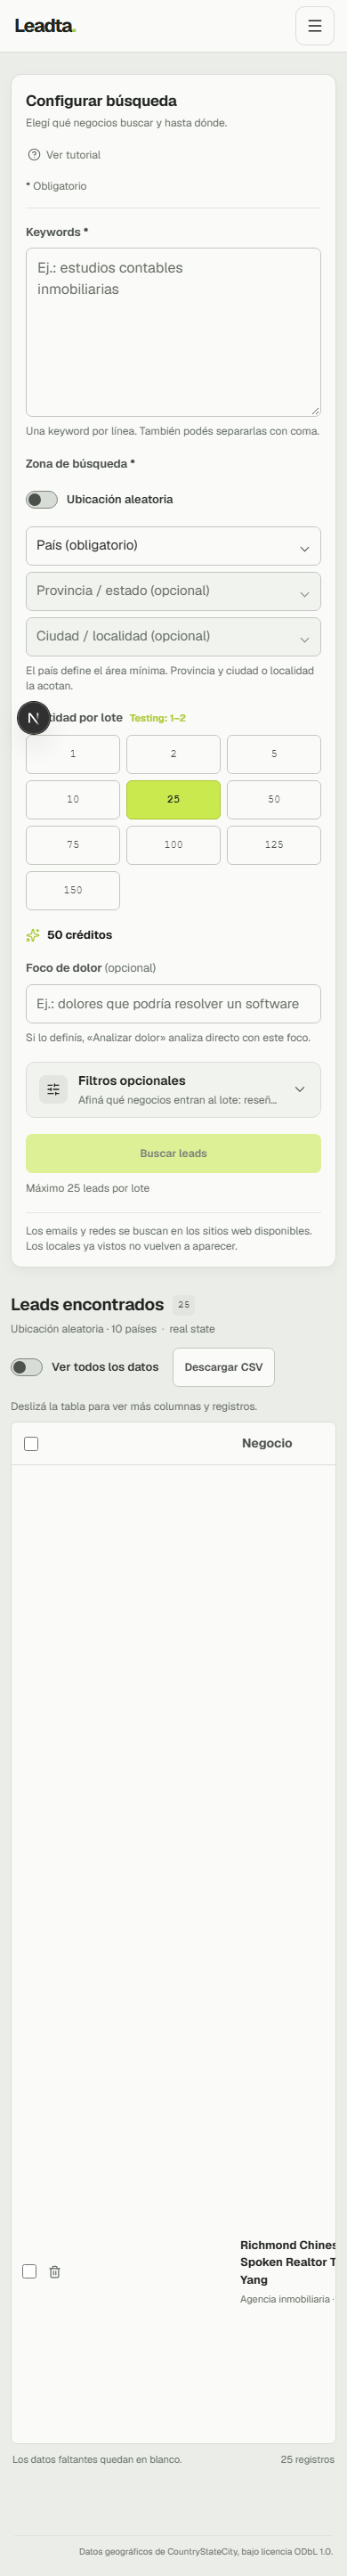 Leadta.
Configurar búsqueda
Elegí qué negocios buscar y hasta dónde.
Ver tutorial
* Obligatorio
Keywords *
Ej.: estudios contables
inmobiliarias
Una keyword por línea. También podés separarlas con coma.
Zona de búsqueda *
Ubicación aleatoria
País (obligatorio)
Provincia / estado (opcional)
Ciudad / localidad (opcional)
El país define el área mínima. Provincia y ciudad o localidad
la acotan.
N
tidad por lote Testing: 1–2
1 2 5
10 25 50
75 100 125
150
50 créditos
Foco de dolor (opcional)
Ej.: dolores que podría resolver un software
Si lo definís, «Analizar dolor» analiza directo con este foco.
Filtros opcionales
Afiná qué negocios entran al lote: reseñ…
Buscar leads
Máximo 25 leads por lote
Los emails y redes se buscan en los sitios web disponibles.
Los locales ya vistos no vuelven a aparecer.
Leads encontrados 25
Ubicación aleatoria · 10 países · real state
Ver todos los datos Descargar CSV
Deslizá la tabla para ver más columnas y registros.
Negocio
Richmond Chines
Spoken Realtor T
Yang
Agencia inmobiliaria ·
Los datos faltantes quedan en blanco. 25 registros
Datos geográficos de CountryStateCity, bajo licencia ODbL 1.0.